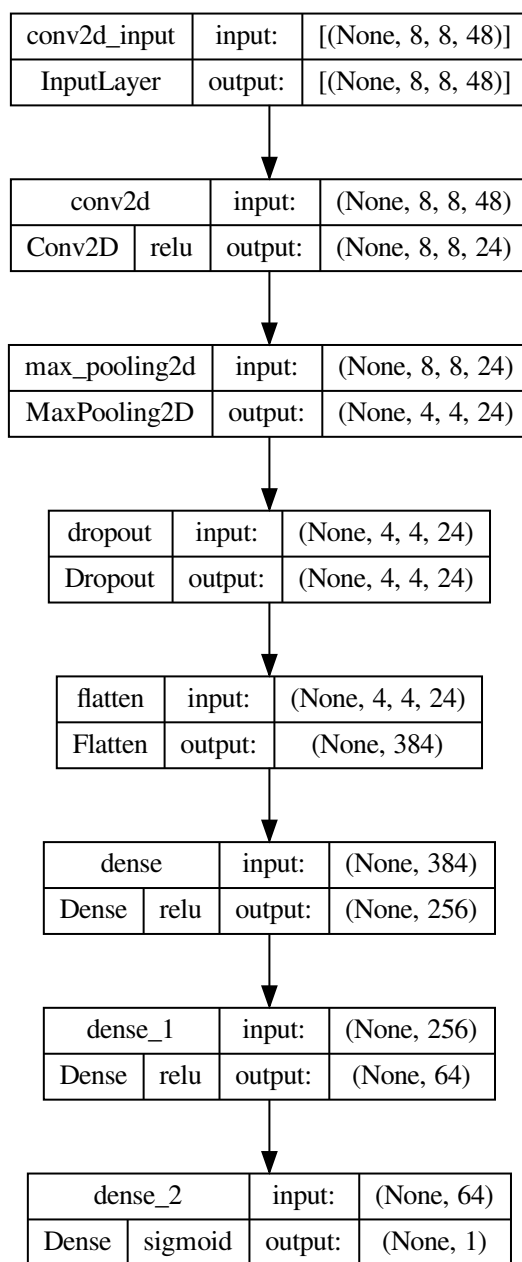 conv2d_input input: [(None, 8, 8, 48)]
InputLayer output: [(None, 8, 8, 48)]
conv2d input: (None, 8, 8, 48)
Conv2D relu output: (None, 8, 8, 24)
max_pooling2d input: (None, 8, 8, 24)
MaxPooling2D output: (None, 4, 4, 24)
dropout input: (None, 4, 4, 24)
Dropout output: (None, 4, 4, 24)
flatten input: (None, 4, 4, 24)
Flatten output: (None, 384)
dense input: (None, 384)
Dense relu output: (None, 256)
dense_1 input: (None, 256)
Dense relu output: (None, 64)
dense_2 input: (None, 64)
Dense sigmoid output: (None, 1)